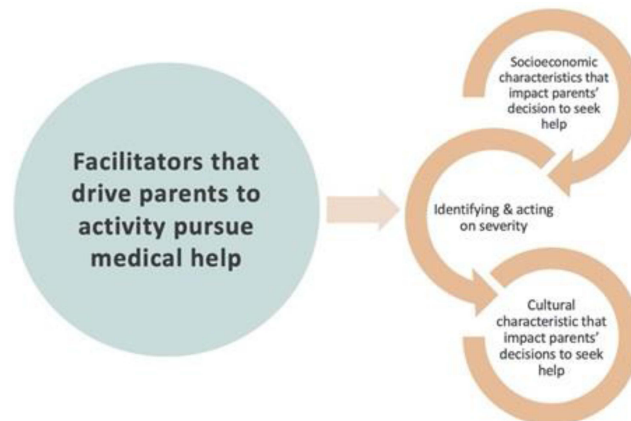 Facilitators that
drive parents to
activity pursue
medical help
Socioeconomic
characteristics that
impact parents'
decision to seek
help
Identifying & acting
on severity
Cultural
characteristic that
impact parents'
decisions to seek
help